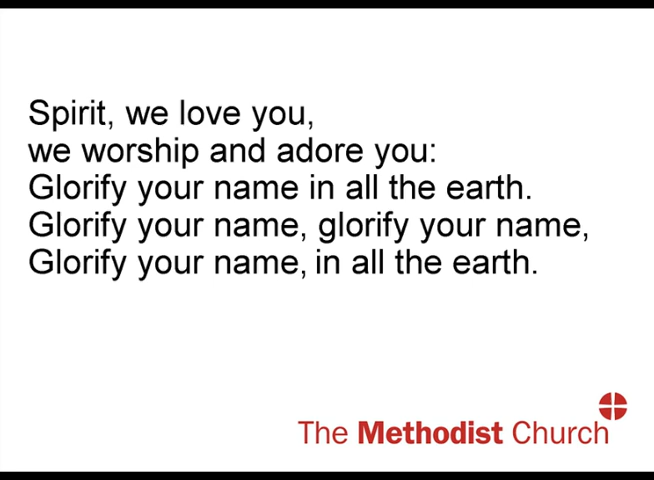 Spirit, we love you,
we worship and adore you:
Glorify your name in all the earth.
Glorify your name, glorify your name,
Glorify your name, in all the earth.
The Methodist Church